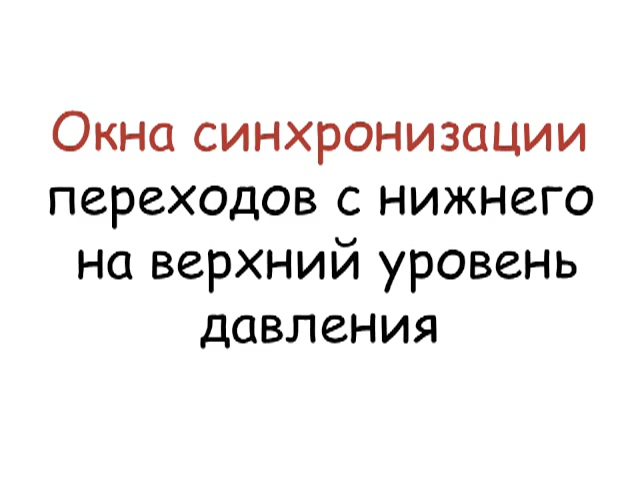 Окна синхронизации
переходов с нижнего
на верхний уровень
давления